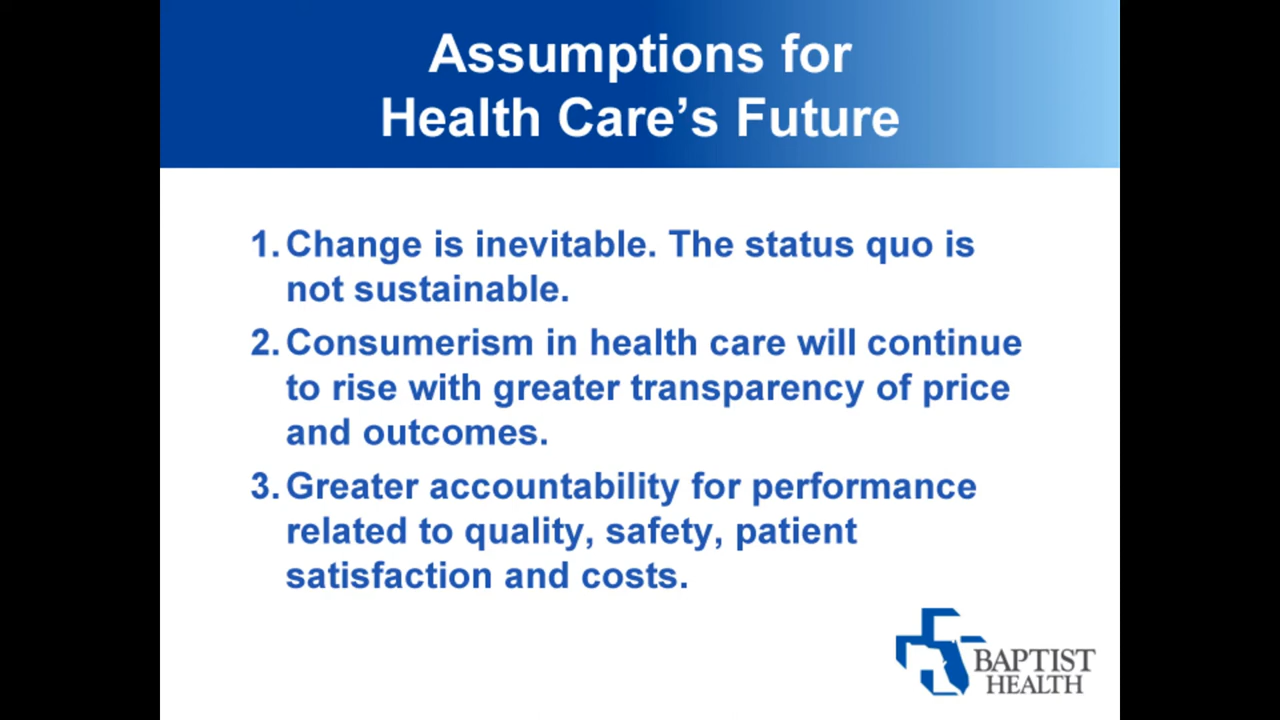 Assumptions for
Health Care’s Future
1. Change is inevitable. The status quo is
not sustainable.
2. Consumerism in health care will continue
to rise with greater transparency of price
and outcomes.
3. Greater accountability for performance
related to quality, safety, patient
satisfaction and costs.
BAPTIST
HEALTH